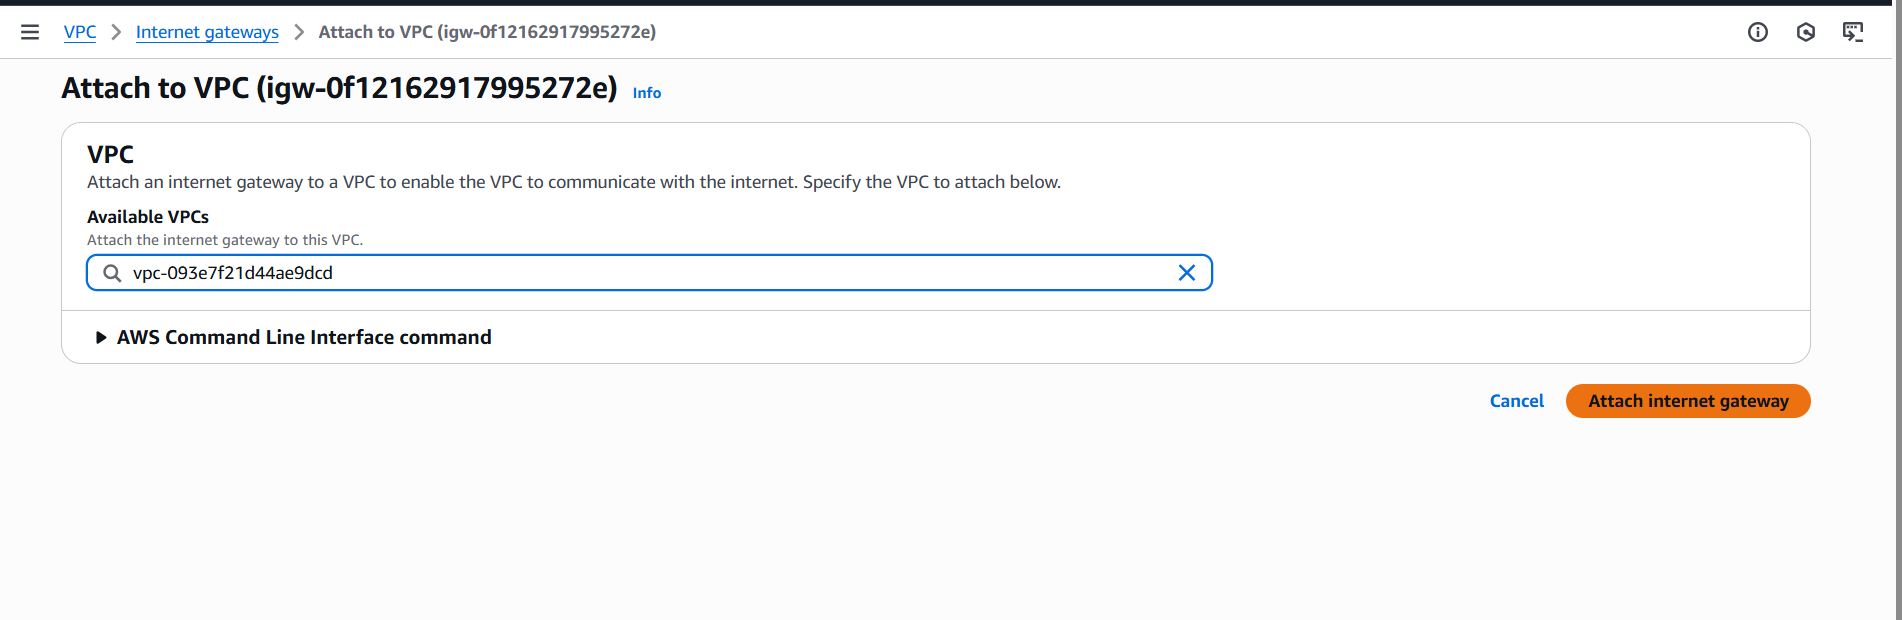 VPC > Internet gateways > Attach to VPC (igw-0f12162917995272e)
Attach to VPC (igw-0f12162917995272e) Info
VPC
Attach an internet gateway to a VPC to enable the VPC to communicate with the internet. Specify the VPC to attach below.
Available VPCs
Attach the internet gateway to this VPC.
vpc-093e7f21d44ae9dcd
AWS Command Line Interface command
Cancel Attach internet gateway